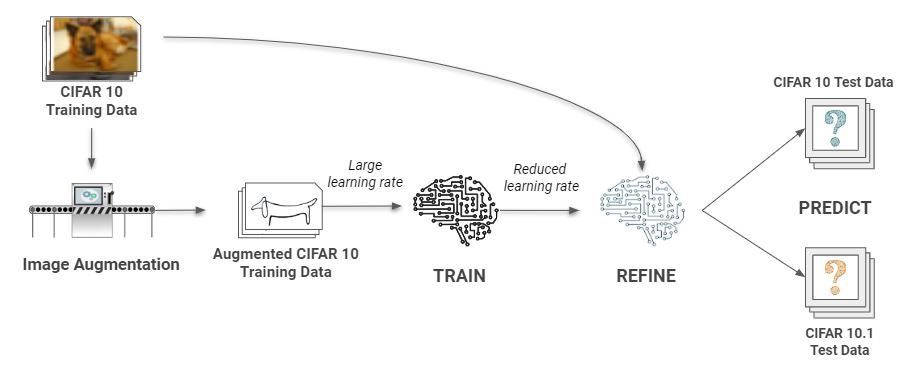 CIFAR 10
Training Data
Image Augmentation
Augmented CIFAR 10
Training Data
Large
learning rate
TRAIN
Reduced
learning rate
REFINE
CIFAR 10 Test Data
?
PREDICT
?
CIFAR 10.1
Test Data